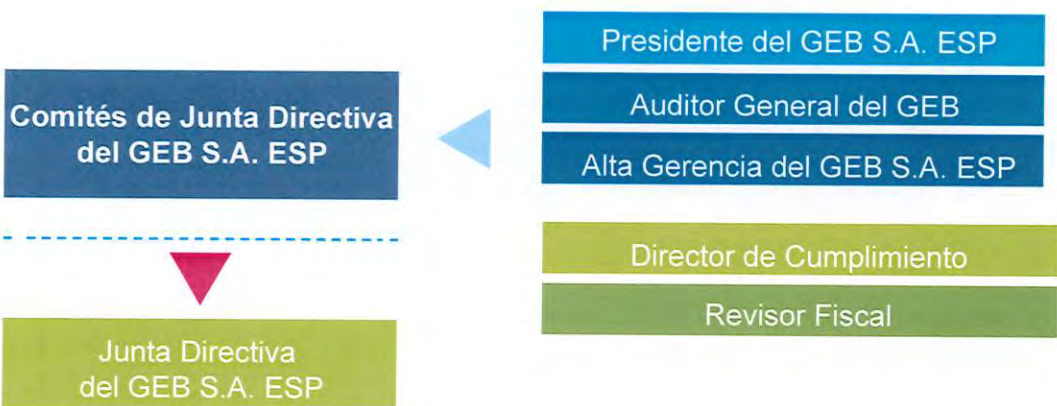 Comités de Junta Directiva
del GEB S.A. ESP
Junta Directiva
del GEB S.A. ESP
Presidente del GEB S.A. ESP
Auditor General del GEB
Alta Gerencia del GEB S.A. ESP
Director de Cumplimiento
Revisor Fiscal